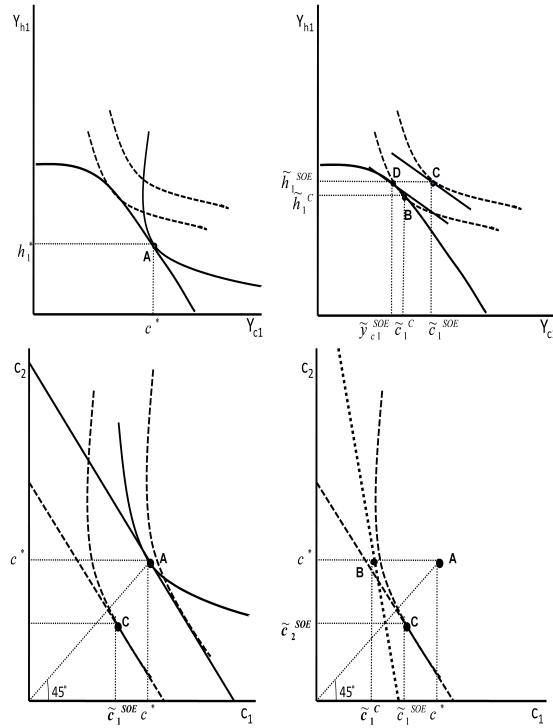 Y_h1
Y_h1
D
C
h̃_1^SOE
h̃_1^C
B
h_1^*
A
c^*
Y_c1
ỹ_c1^SOE c̃_1^C c̃_1^SOE
Y_c1
C_2
C_2
c^*
A
c^*
B
A
C
c̃_2^SOE
C
45°
45°
c̃_1^SOE c^*
C_1
c̃_1^C c̃_1^SOE c^*
C_1